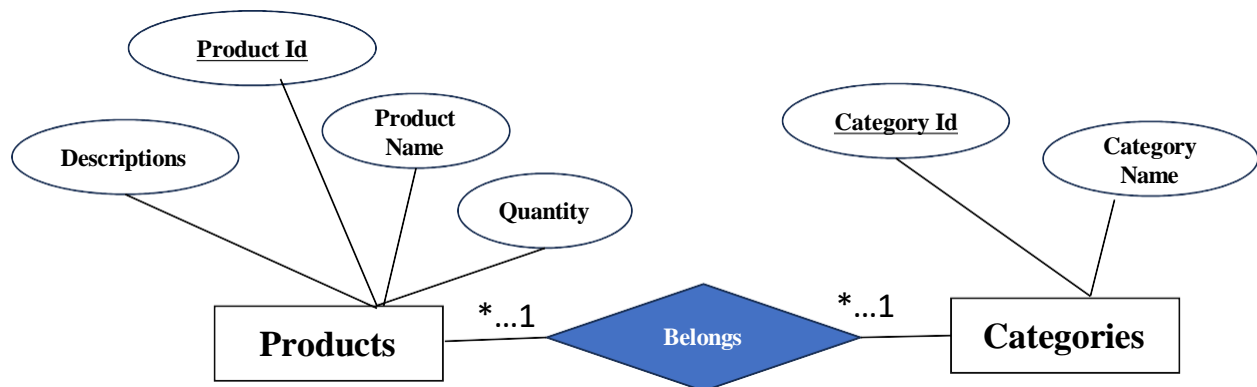 Product Id
Product
Name
Descriptions
Quantity
Category Id
Category
Name
*...1
*...1
Products
Belongs
Categories